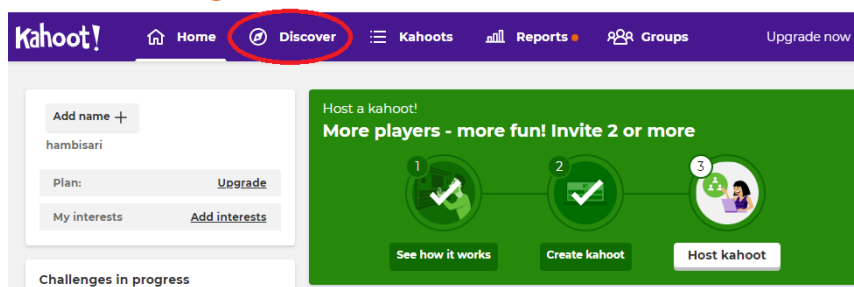 Kahoot! Home Discover Kahoots Reports Groups Upgrade now
Add name +
hambisari
Plan: Upgrade
My interests Add interests
Challenges in progress
Host a kahoot!
More players - more fun! Invite 2 or more
1 2 3
See how it works Create kahoot Host kahoot